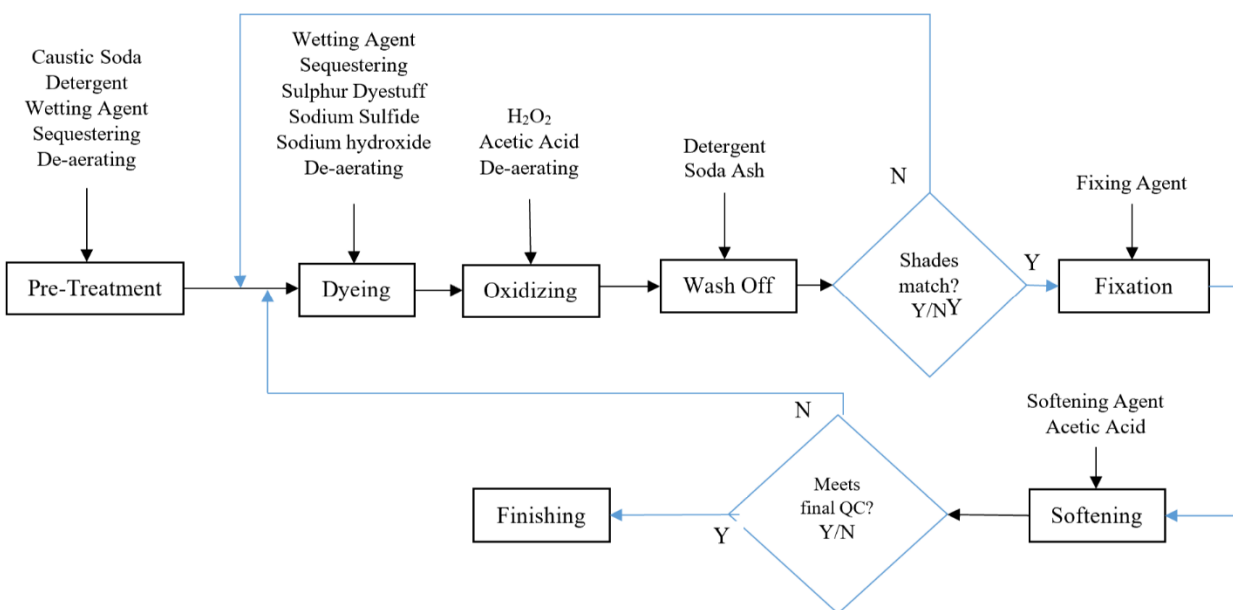 Caustic Soda
Detergent
Wetting Agent
Sequestering
De-aerating
Wetting Agent
Sequestering
Sulphur Dyestuff
Sodium Sulfide
Sodium hydroxide
De-aerating
H₂O₂
Acetic Acid
De-aerating
Detergent
Soda Ash
N
Fixing Agent
Pre-Treatment
Dyeing
Oxidizing
Wash Off
Shades
match?
Y/N
Y
Y
Fixation
N
Softening Agent
Acetic Acid
Finishing
Y
Meets
final QC?
Y/N
Softening